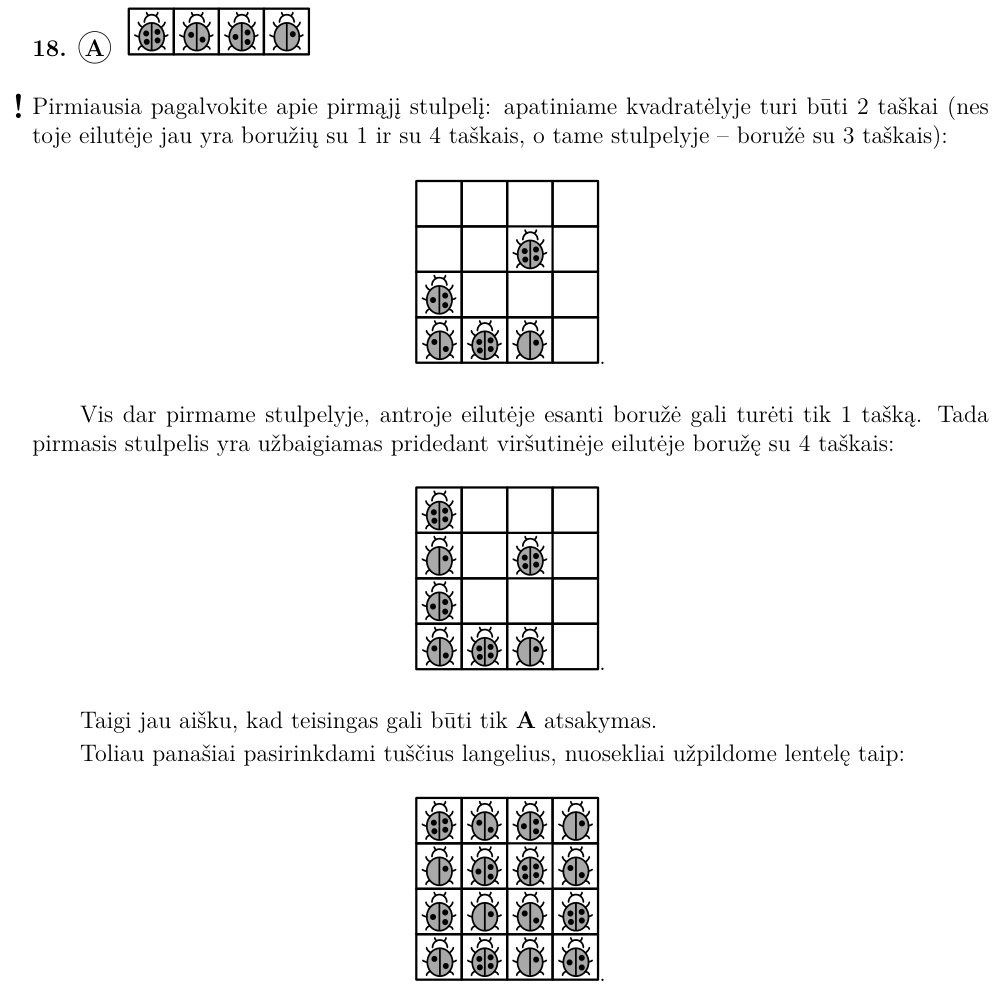 18. A
! Pirmiausia pagalvokite apie pirmąjį stulpelį: apatiniame kvadratėlyje turi būti 2 taškai (nes
toje eilutėje jau yra boružių su 1 ir su 4 taškais, o tame stulpelyje – boružė su 3 taškais):
.
Vis dar pirmame stulpelyje, antroje eilutėje esanti boružė gali turėti tik 1 tašką. Tada
pirmasis stulpelis yra užbaigiamas pridedant viršutinėje eilutėje boružę su 4 taškais:
.
Taigi jau aišku, kad teisingas gali būti tik A atsakymas.
Toliau panašiai pasirinkdami tuščius langelius, nuosekliai užpildome lentelę taip:
.